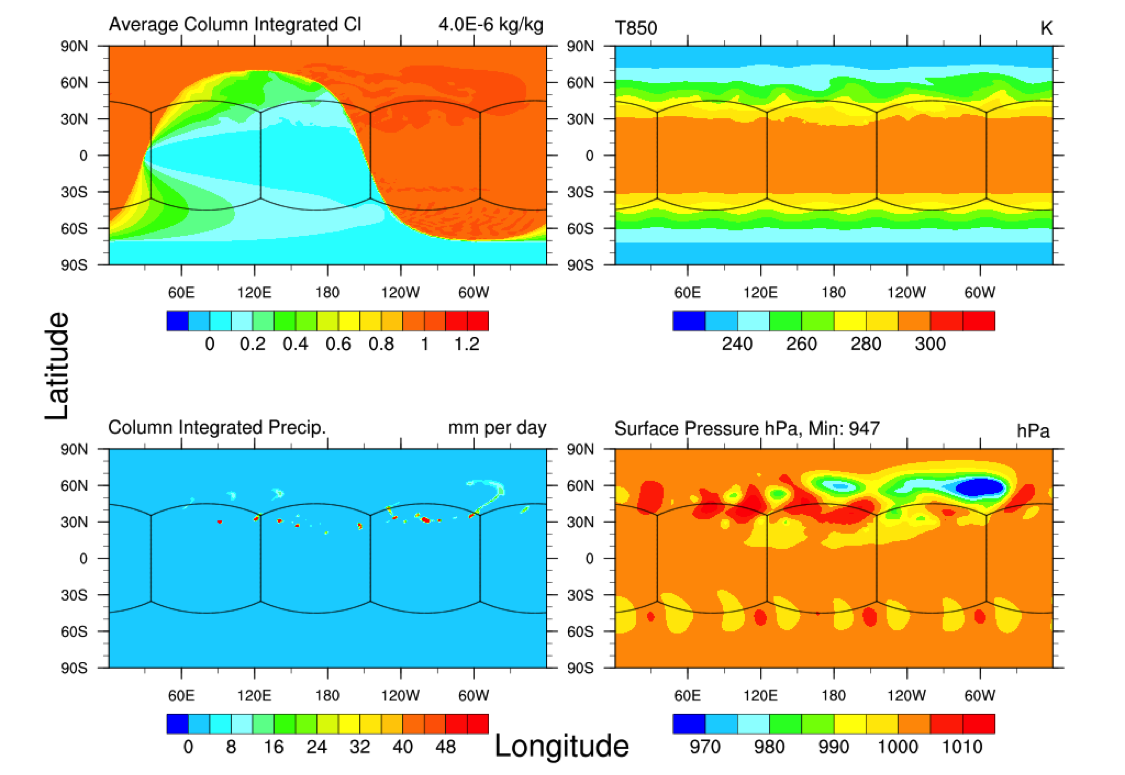 Average Column Integrated Cl 4.0E-6 kg/kg
T850 K
90N 60N 30N 0 30S 60S 90S
60E 120E 180 120W 60W
0 0.2 0.4 0.6 0.8 1 1.2
90N 60N 30N 0 30S 60S 90S
60E 120E 180 120W 60W
240 260 280 300
Latitude
Column Integrated Precip. mm per day
Surface Pressure hPa, Min: 947 hPa
90N 60N 30N 0 30S 60S 90S
60E 120E 180 120W 60W
0 8 16 24 32 40 48
90N 60N 30N 0 30S 60S 90S
60E 120E 180 120W 60W
970 980 990 1000 1010
Longitude